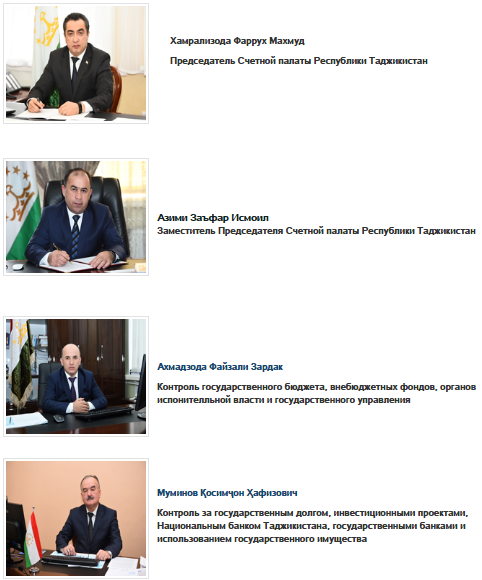 Хамрализода Фаррух Махмуд
Председатель Счетной палаты Республики Таджикистан
Азими Заъфар Исмоил
Заместитель Председателя Счетной палаты Республики Таджикистан
Ахмадзода Файзали Зардак
Контроль государственного бюджета, внебюджетных фондов, органов
испонителльной власти и государственного управления
Муминов Қосимҷон Ҳафизович
Контроль за государственным долгом, инвестиционными проектами,
Национальным банком Таджикистана, государственными банками и
использованием государственного имущества